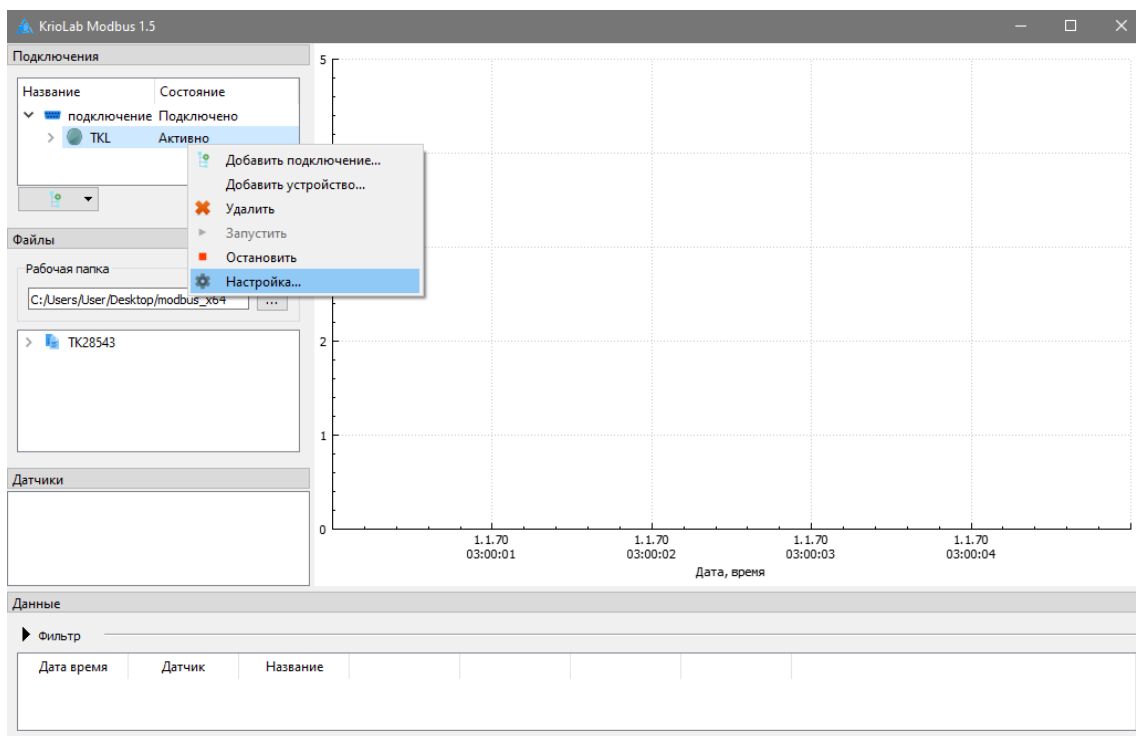 KrioLab Modbus 1.5
Подключения
Название Состояние
подключение Подключено
TKL Активно
Добавить подключение...
Добавить устройство...
Удалить
Запустить
Остановить
Настройка...
Файлы
Рабочая папка
C:/Users/User/Desktop/modbus_x64 ...
TK28543
Датчики
5
2
1
0
1.1.70 1.1.70 1.1.70 1.1.70
03:00:01 03:00:02 03:00:03 03:00:04
Дата, время
Данные
Фильтр
Дата время Датчик Название